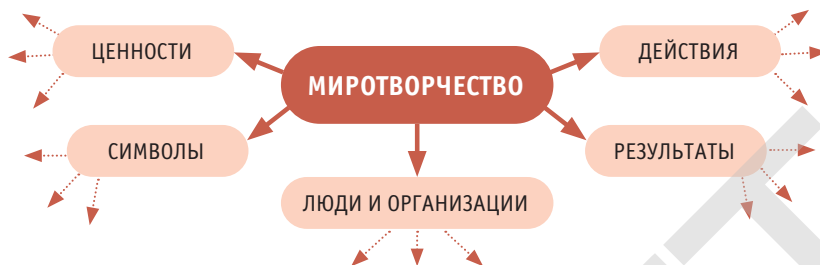 ЦЕННОСТИ
МИРОТВОРЧЕСТВО
ДЕЙСТВИЯ
СИМВОЛЫ
РЕЗУЛЬТАТЫ
ЛЮДИ И ОРГАНИЗАЦИИ